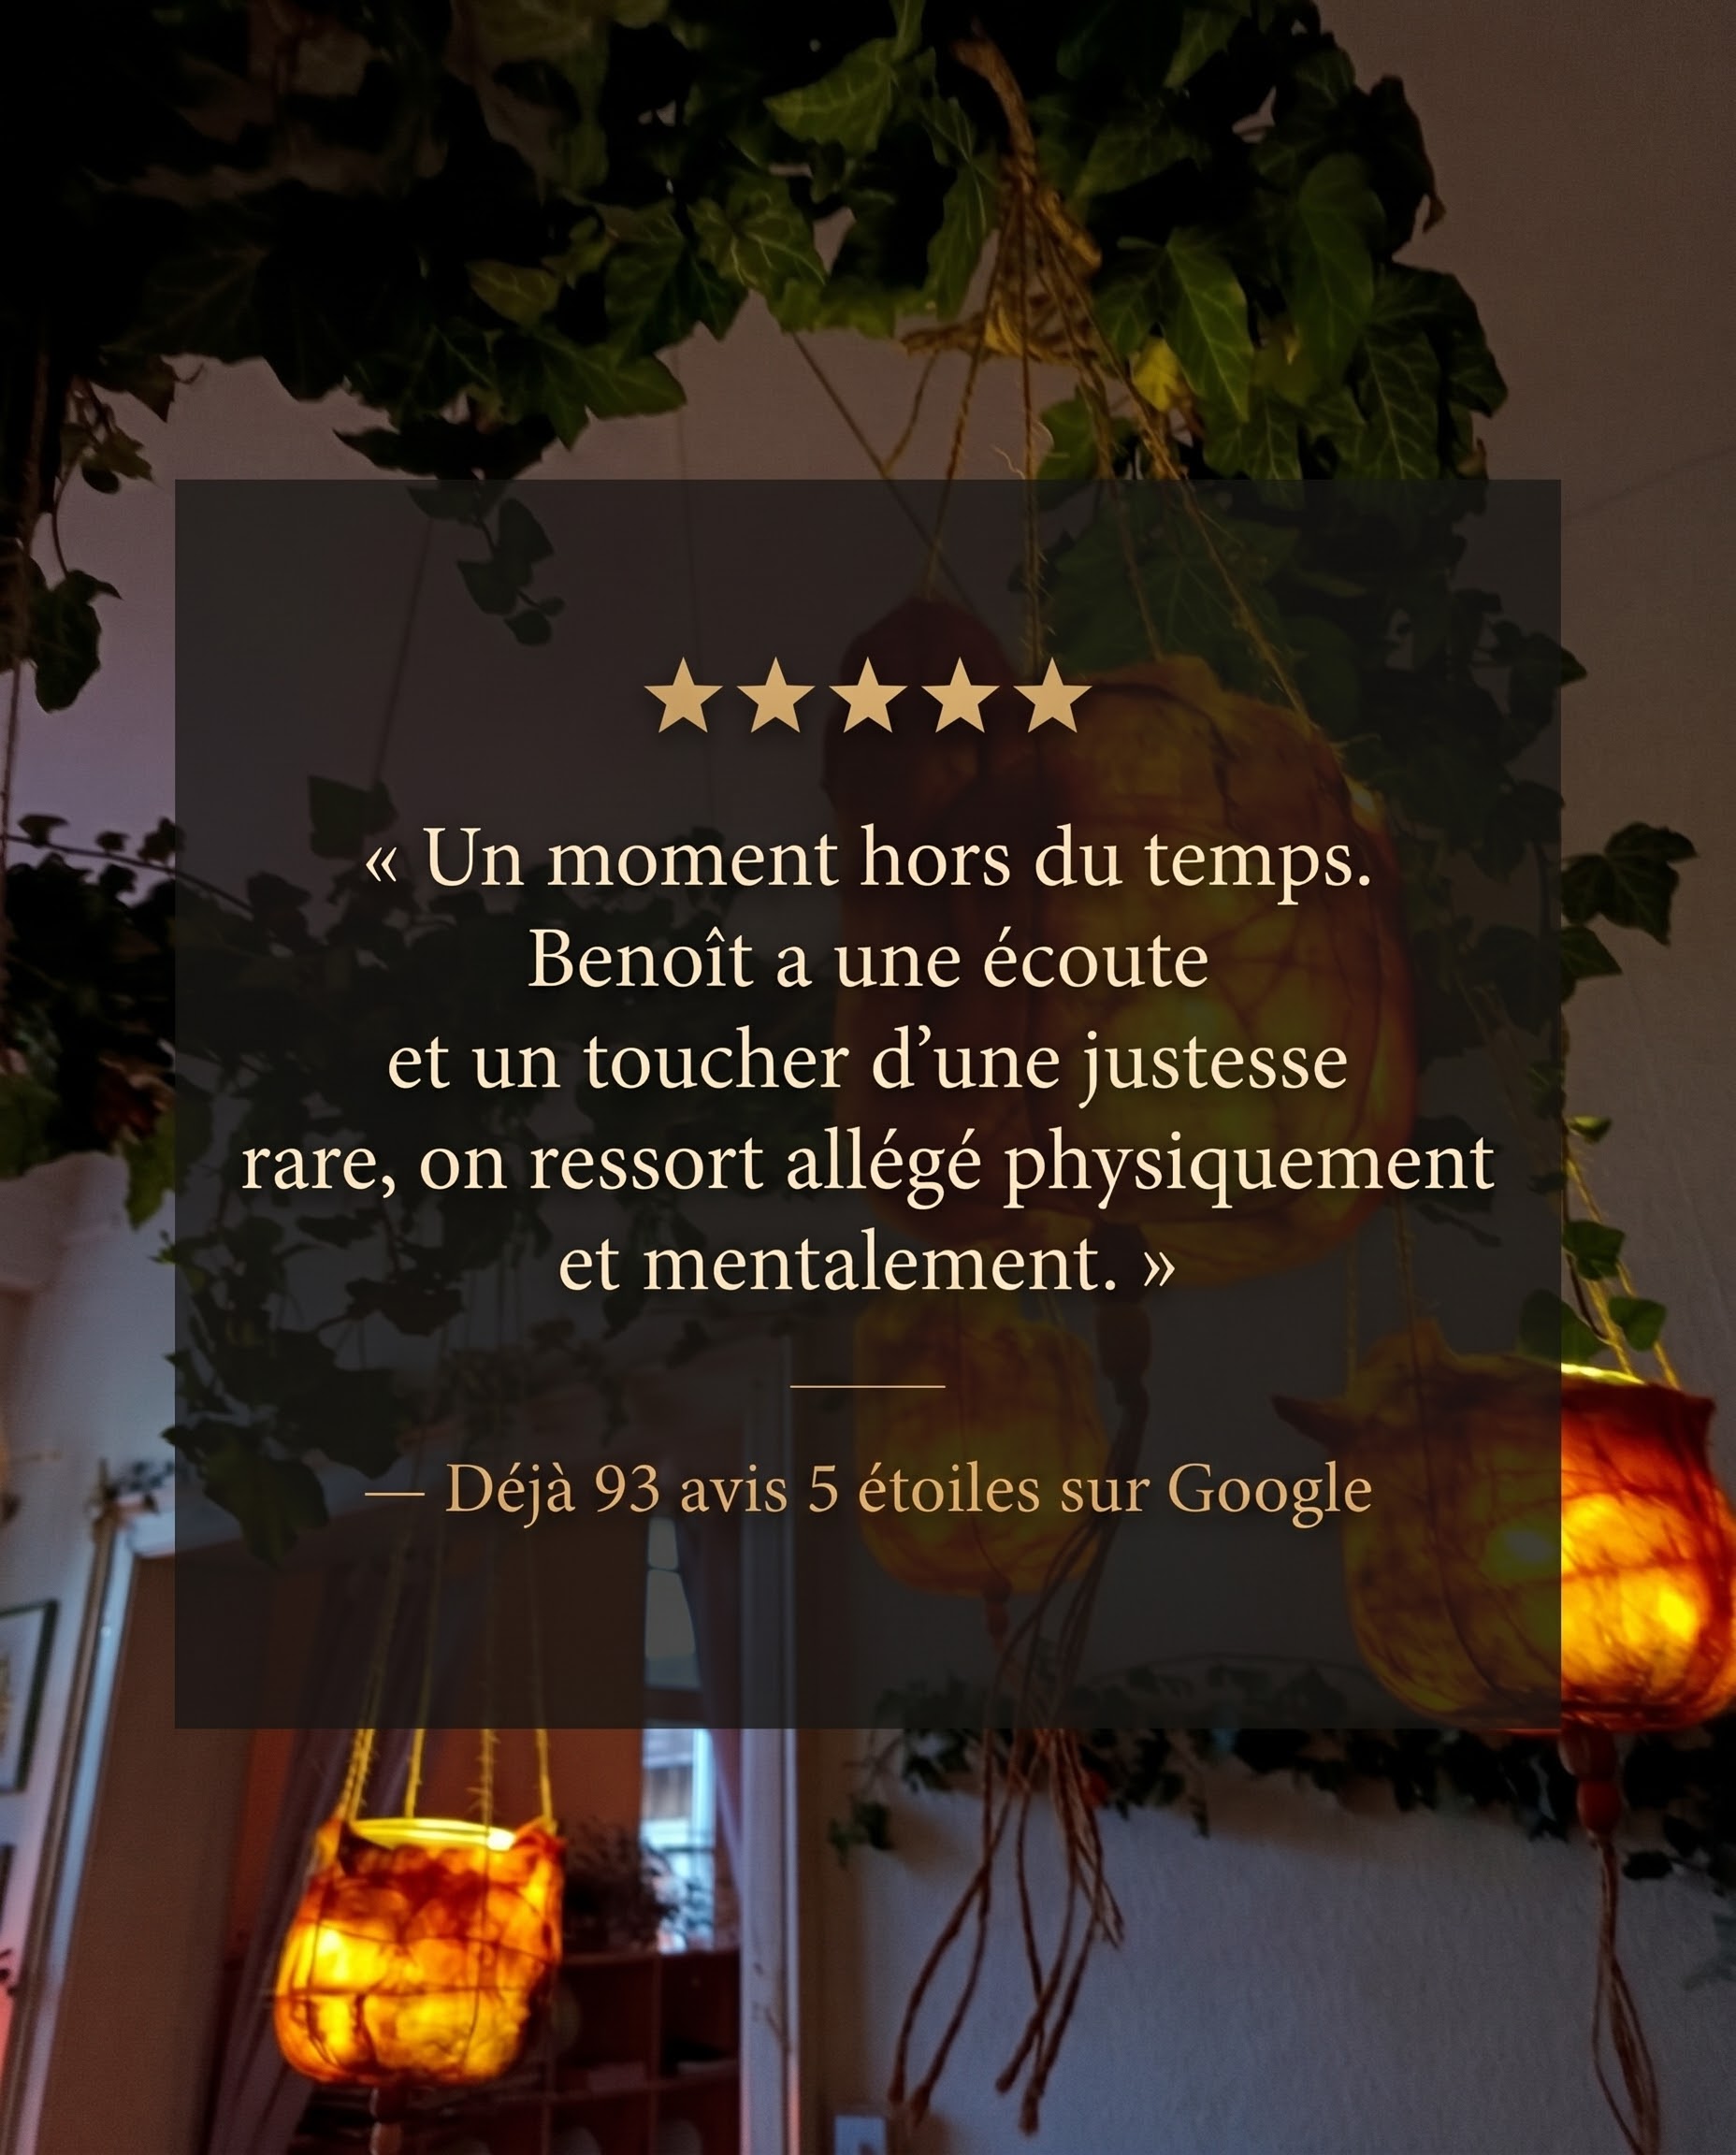 « Un moment hors du temps.
Benoît a une écoute
et un toucher d’une justesse
rare, on ressort allégé physiquement
et mentalement. »
— Déjà 93 avis 5 étoiles sur Google